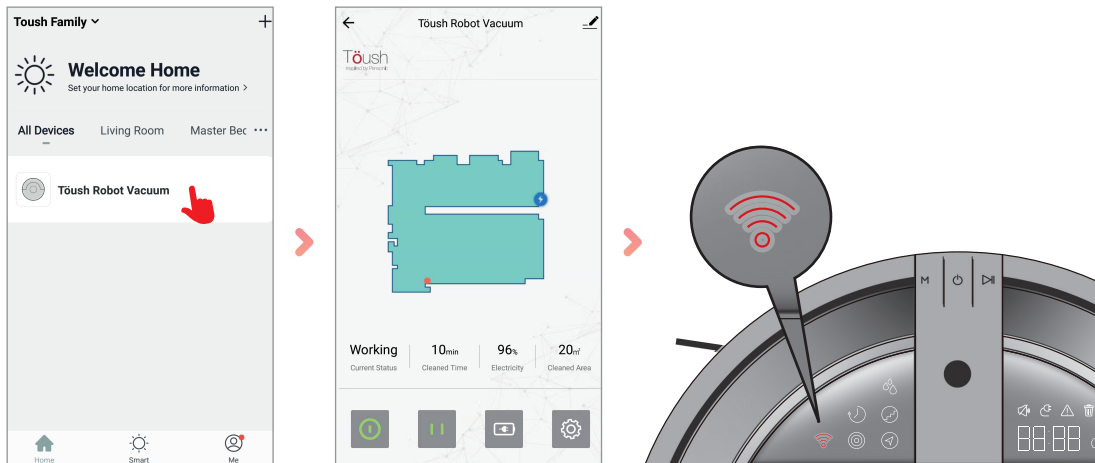 Toush Family
Welcome Home
Set your home location for more information >
All Devices Living Room Master Bec ...
Töush Robot Vacuum
Home Smart Me
Töush Robot Vacuum
Töush
Working 10min 96% 20㎡
Current Status Cleaned Time Electricity Cleaned Area
M
88:88